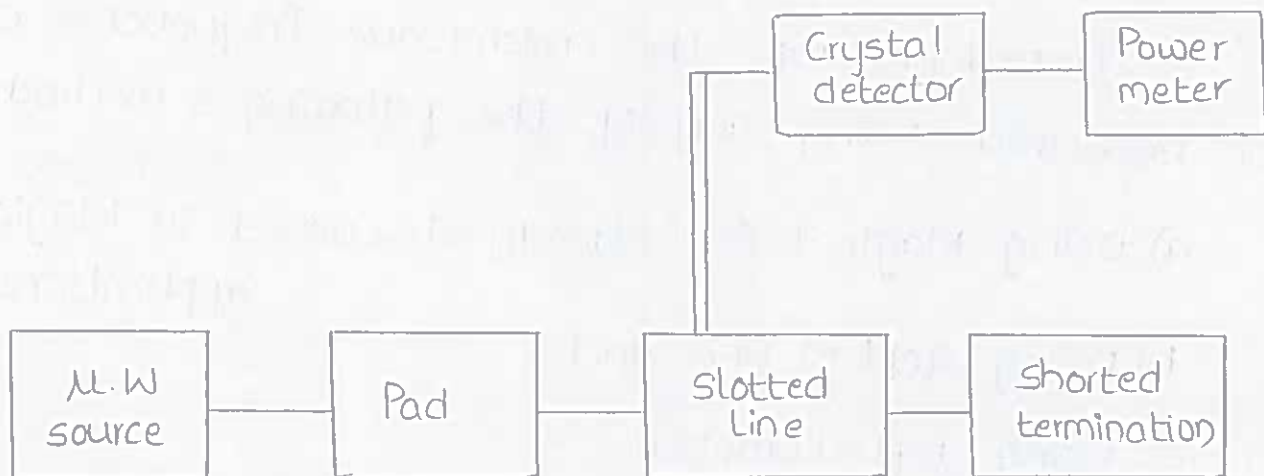 Crystal
detector
Power
meter
M.W
source
Pad
Slotted
Line
Shorted
termination